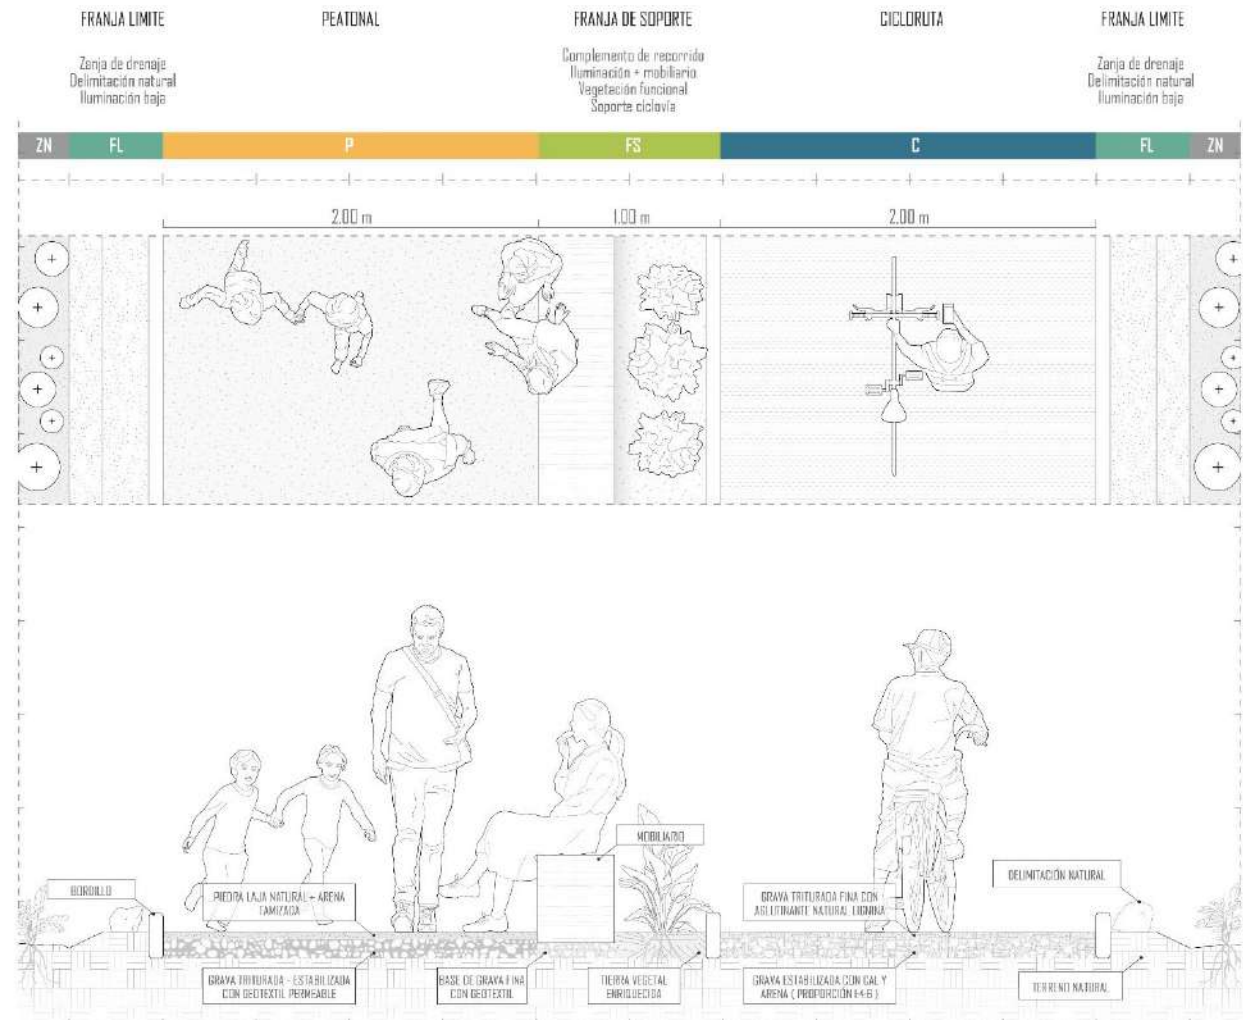 FRANJA LIMITE
PEATONAL
FRANJA DE SOPORTE
CICLORUTA
FRANJA LIMITE
Zanja de drenaje
Delimitación natural
Iluminación baja
Complemento de recorrido
Iluminación + mobiliario
Vegetación funcional
Soporte ciclovía
Zanja de drenaje
Delimitación natural
Iluminación baja
ZN
FL
P
FS
C
FL
ZN
2.00 m
1.00 m
2.00 m
MOBILIARIO
BORDILLO
PIEDRA LAJA NATURAL + ARENA
TAMIZADA
GRAVA TRITURADA FINA CON
AGLUTINANTE NATURAL LIGNINA
DELIMITACIÓN NATURAL
GRAVA TRITURADA - ESTABILIZADA
CON GEOTEXTIL PERMEABLE
BASE DE GRAVA FINA
CON GEOTEXTIL
TIERRA VEGETAL
ENRIQUECIDA
GRAVA ESTABILIZADA CON CAL Y
ARENA ( PROPORCIÓN
TERRENO NATURAL